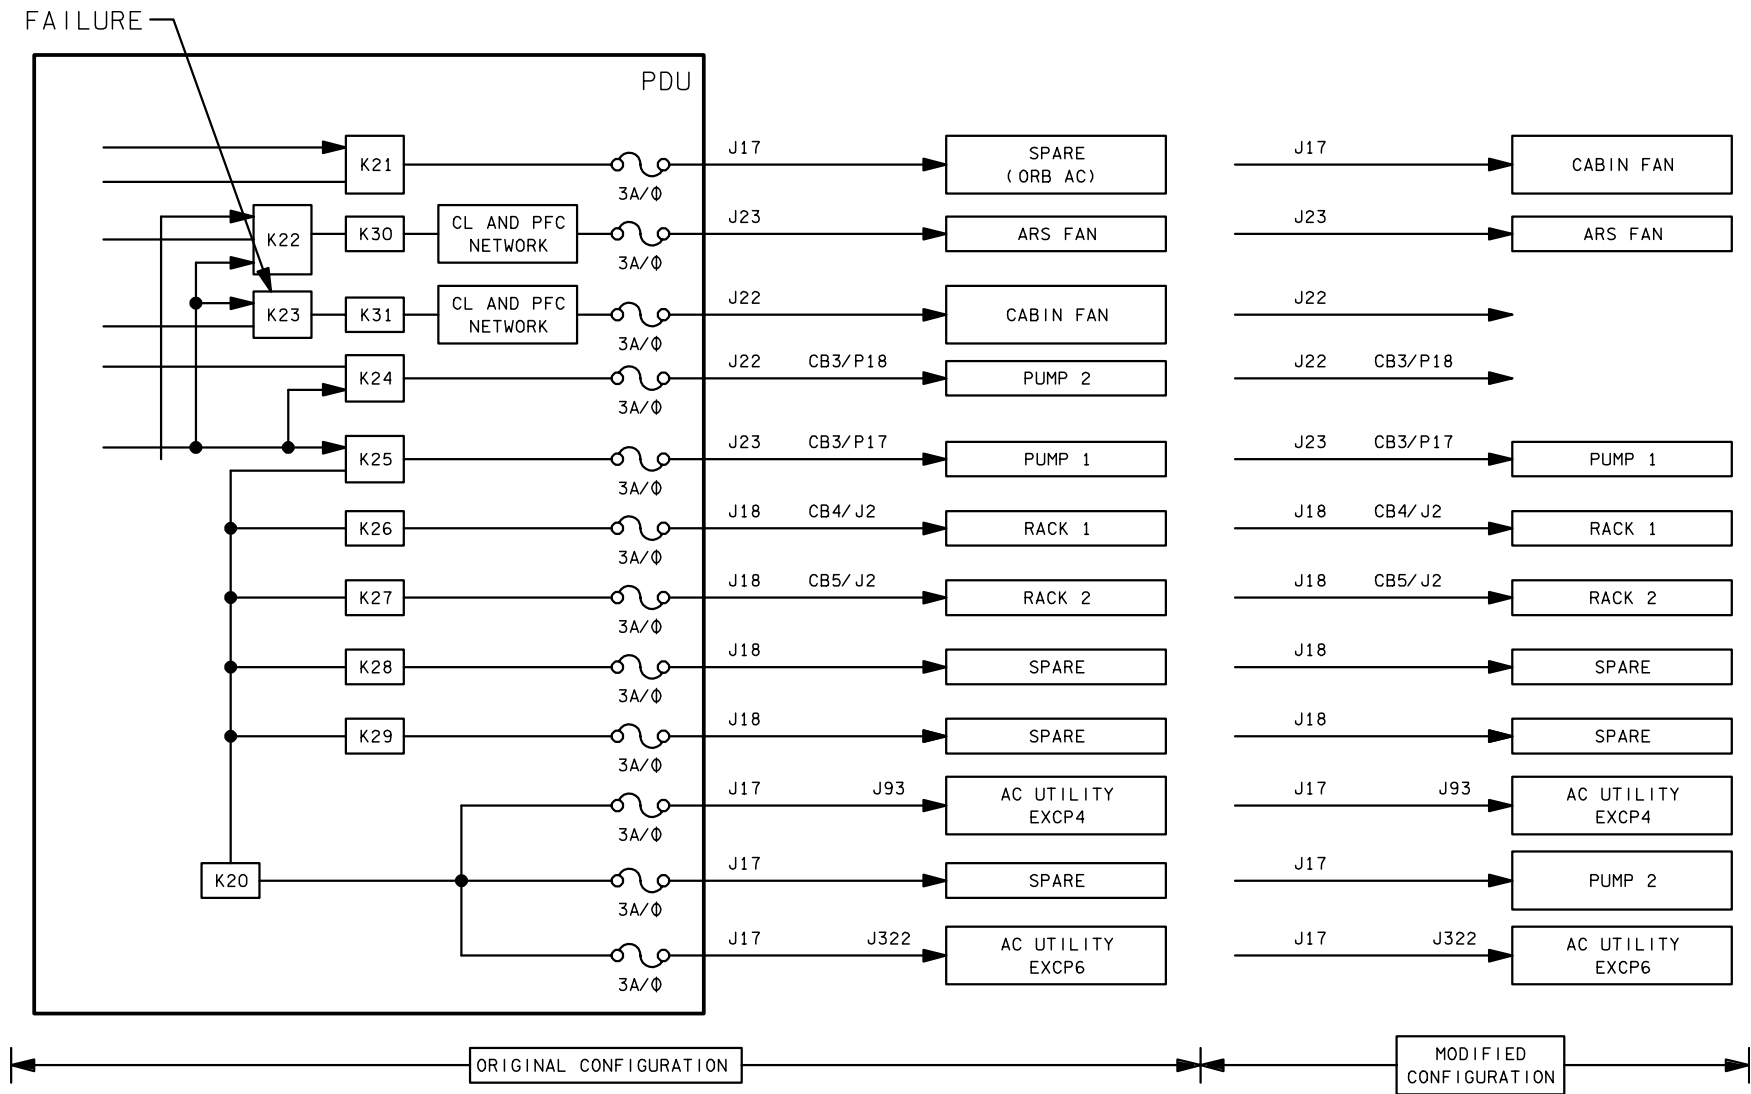 FAILURE
PDU
K21
3A/Φ
J17
SPARE
(ORB AC)
J17
CABIN FAN
K22
K30
CL AND PFC
NETWORK
3A/Φ
J23
ARS FAN
J23
ARS FAN
K23
K31
CL AND PFC
NETWORK
3A/Φ
J22
CABIN FAN
J22
K24
3A/Φ
J22 CB3/P18
PUMP 2
J22 CB3/P18
K25
3A/Φ
J23 CB3/P17
PUMP 1
J23 CB3/P17
PUMP 1
K26
3A/Φ
J18 CB4/J2
RACK 1
J18 CB4/J2
RACK 1
K27
3A/Φ
J18 CB5/J2
RACK 2
J18 CB5/J2
RACK 2
K28
3A/Φ
J18
SPARE
J18
SPARE
K29
3A/Φ
J18
SPARE
J18
SPARE
3A/Φ
J17 J93
AC UTILITY
EXCP4
J17 J93
AC UTILITY
EXCP4
K20
3A/Φ
J17
SPARE
J17
PUMP 2
3A/Φ
J17 J322
AC UTILITY
EXCP6
J17 J322
AC UTILITY
EXCP6
ORIGINAL CONFIGURATION
MODIFIED
CONFIGURATION